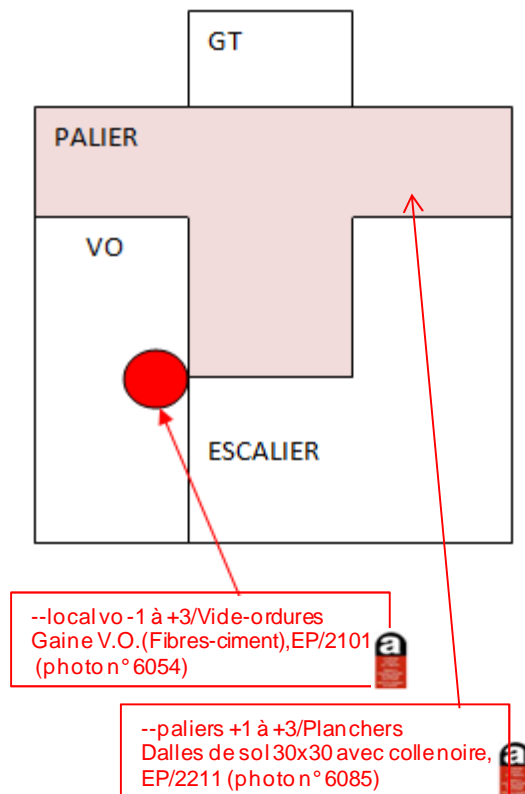 GT
PALIER
VO
ESCALIER
--local vo -1 à +3/Vide-ordures
Gaine V.O.(Fibres-ciment),EP/2101
(photo n° 6054)
a
--paliers +1 à +3/Planchers
Dalles de sol 30x30 avec colle noire,
EP/2211 (photo n° 6085)
a